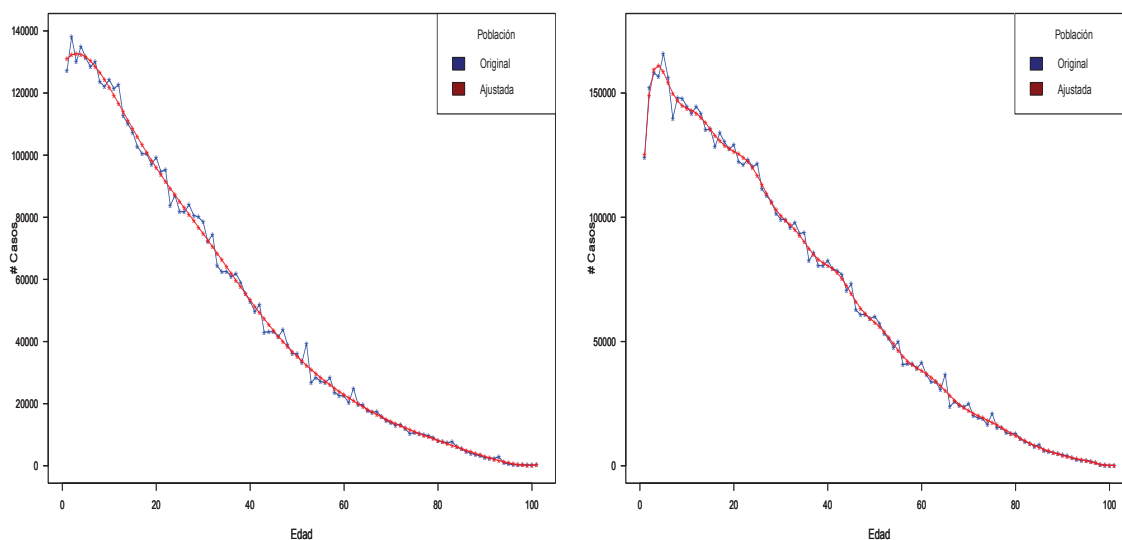 140000
120000
100000
80000
60000
40000
20000
0
# Casos
0 20 40 60 80 100
Edad
Población
Original
Ajustada
150000
100000
50000
0
# Casos
0 20 40 60 80 100
Edad
Población
Original
Ajustada